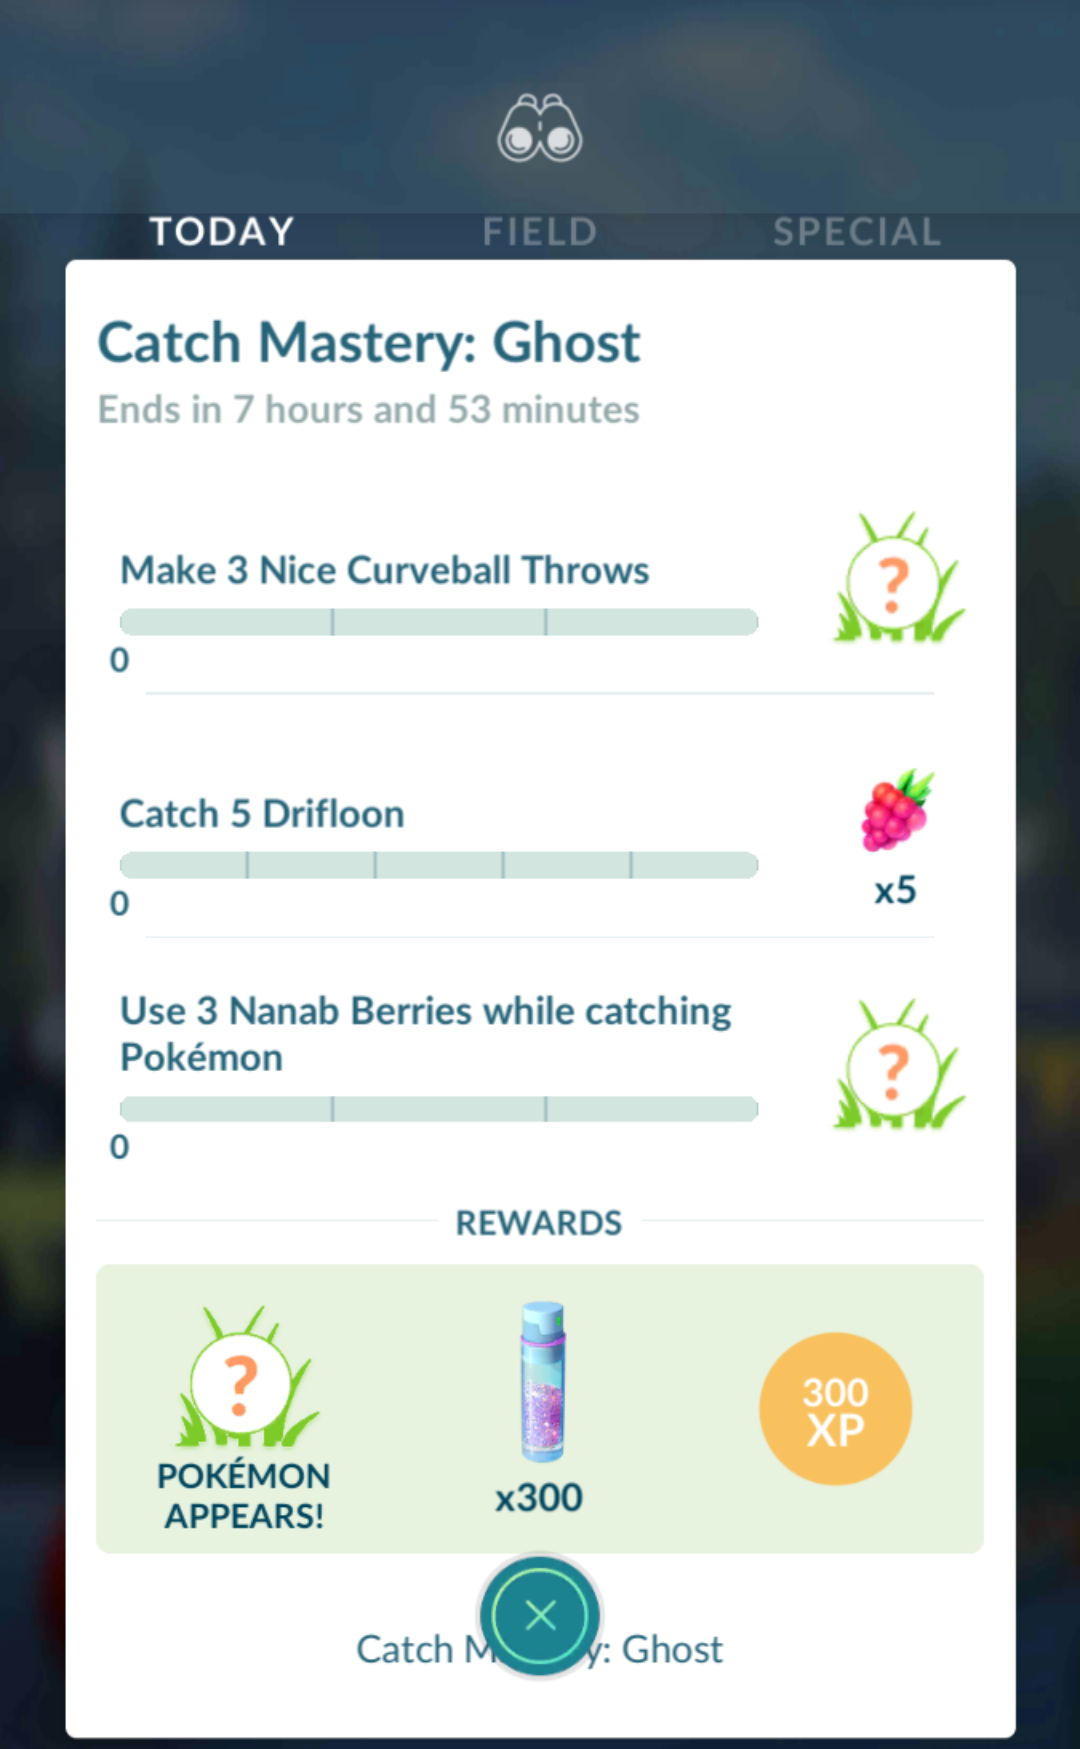 TODAY FIELD SPECIAL
Catch Mastery: Ghost
Ends in 7 hours and 53 minutes
Make 3 Nice Curveball Throws
?
0
Catch 5 Drifloon
0
x5
Use 3 Nanab Berries while catching
Pokémon
?
0
REWARDS
?
POKÉMON
APPEARS!
x300
300
XP
Catch M y: Ghost